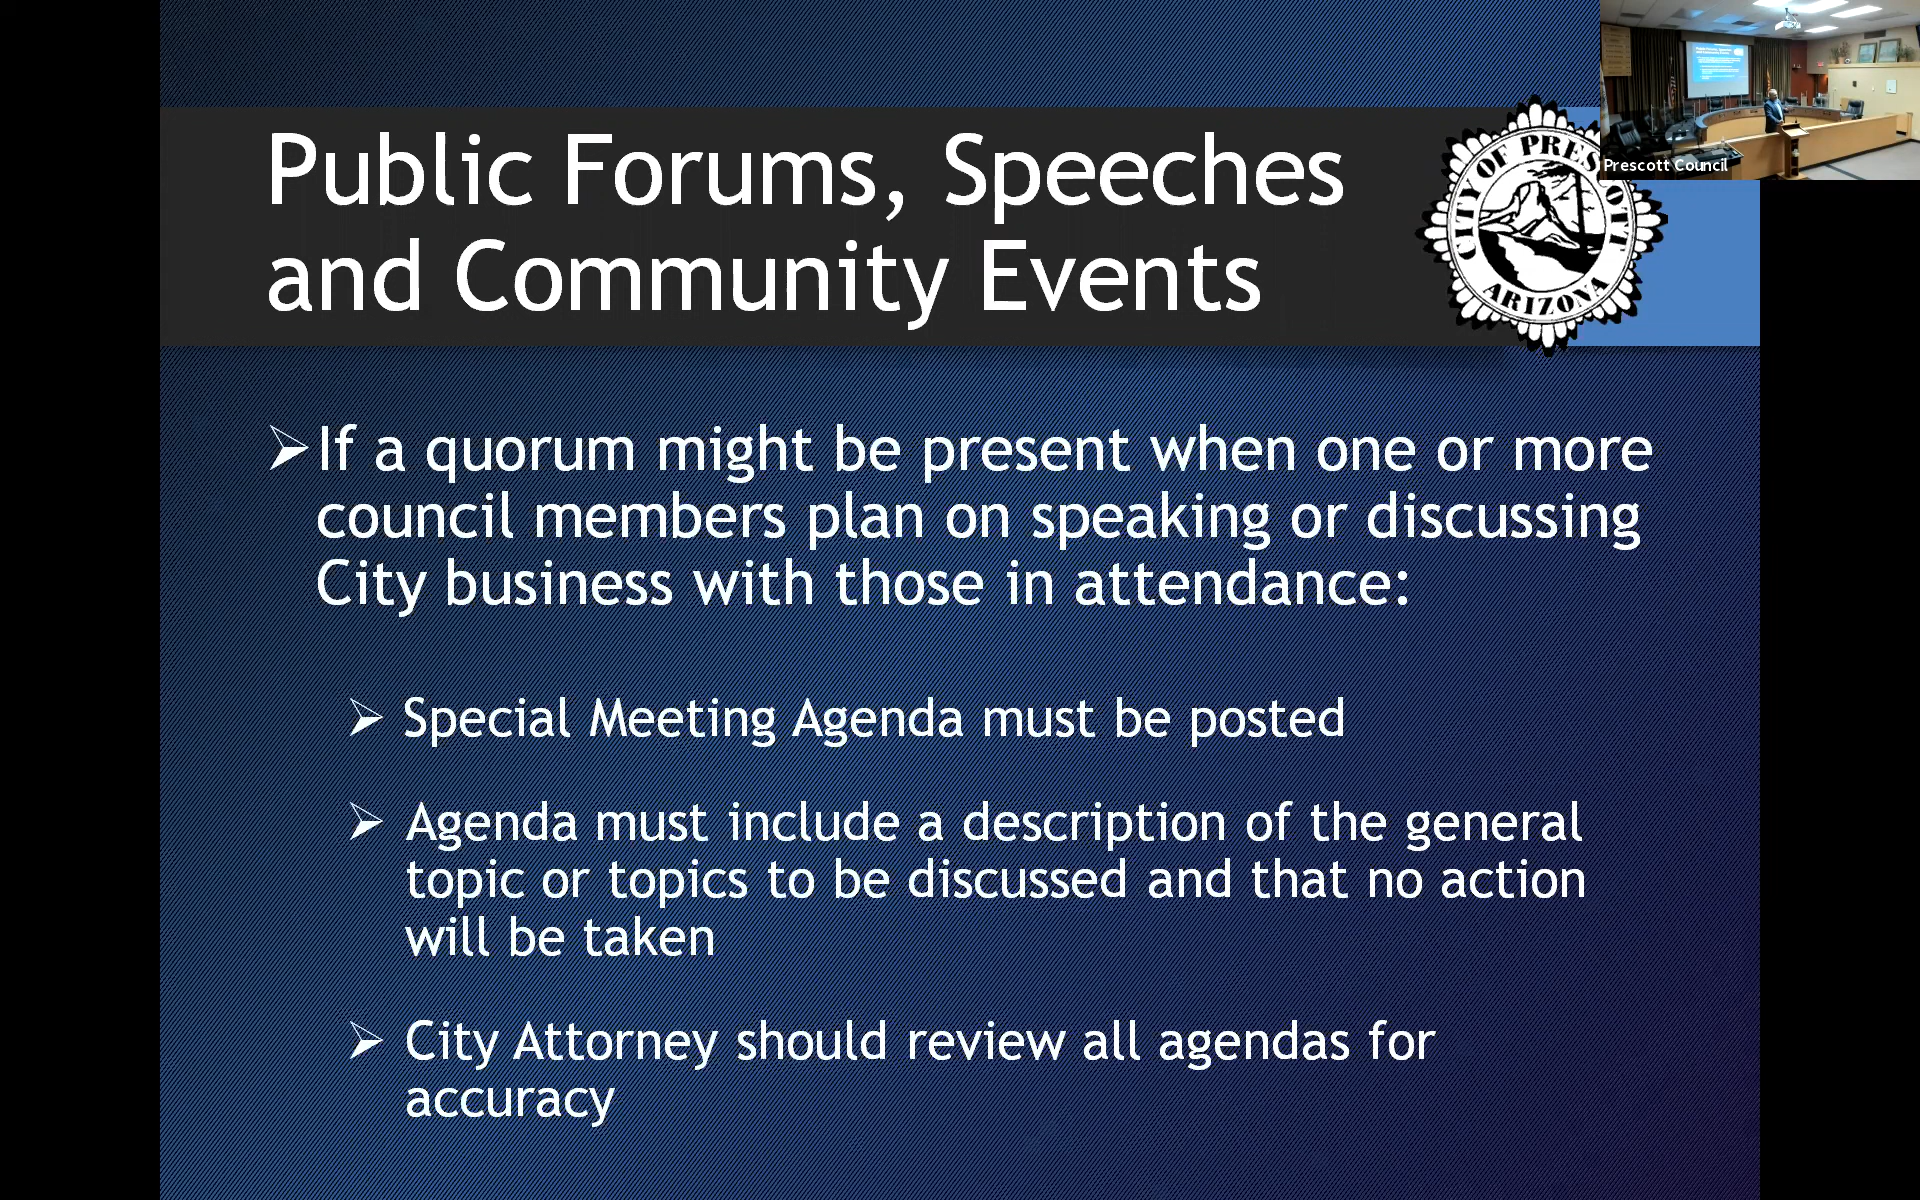 Public Forums, Speeches
and Community Events
CITY OF PRES OTT
ARIZONA
Prescott Council
➢If a quorum might be present when one or more
council members plan on speaking or discussing
City business with those in attendance:
➢ Special Meeting Agenda must be posted
➢ Agenda must include a description of the general
topic or topics to be discussed and that no action
will be taken
➢ City Attorney should review all agendas for
accuracy